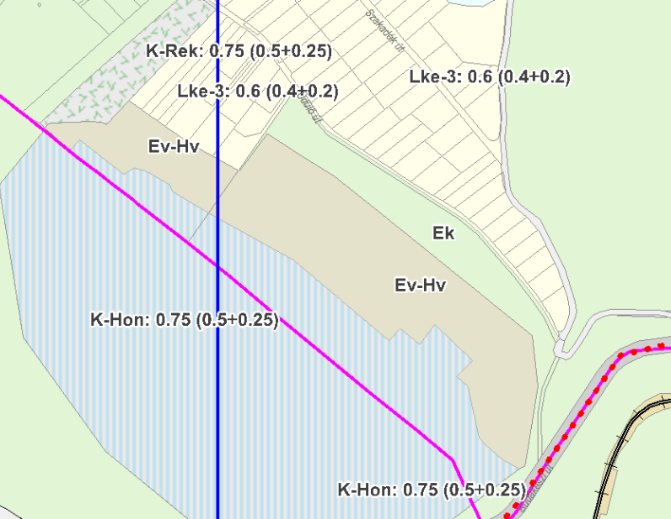 Szakadék út
K-Rek: 0.75 (0.5+0.25)
Lke-3: 0.6 (0.4+0.2)
Lke-3: 0.6 (0.4+0.2)
Ev-Hv
Ek
Ev-Hv
K-Hon: 0.75 (0.5+0.25)
K-Hon: 0.75 (0.5+0.25)